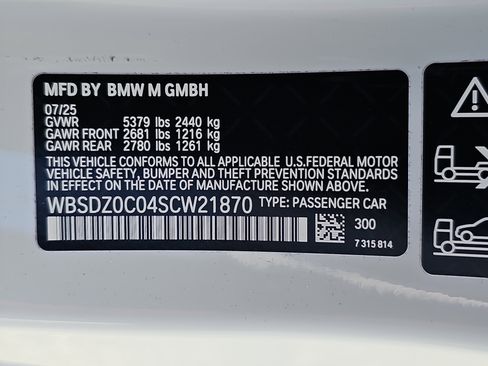 MFD BY BMW M GMBH
07/25
GVWR 5379 lbs 2440 kg
GAWR FRONT 2681 lbs 1216 kg
GAWR REAR 2780 lbs 1261 kg
THIS VEHICLE CONFORMS TO ALL APPLICABLE U.S.FEDERAL MOTOR
VEHICLE SAFETY, BUMPER AND THEFT PREVENTION STANDARDS
IN EFFECT ON THE DATE OF MANUFACTURE SHOWN ABOVE.
WBSDZ0C04SCW21870 TYPE: PASSENGER CAR
300
7 315 814